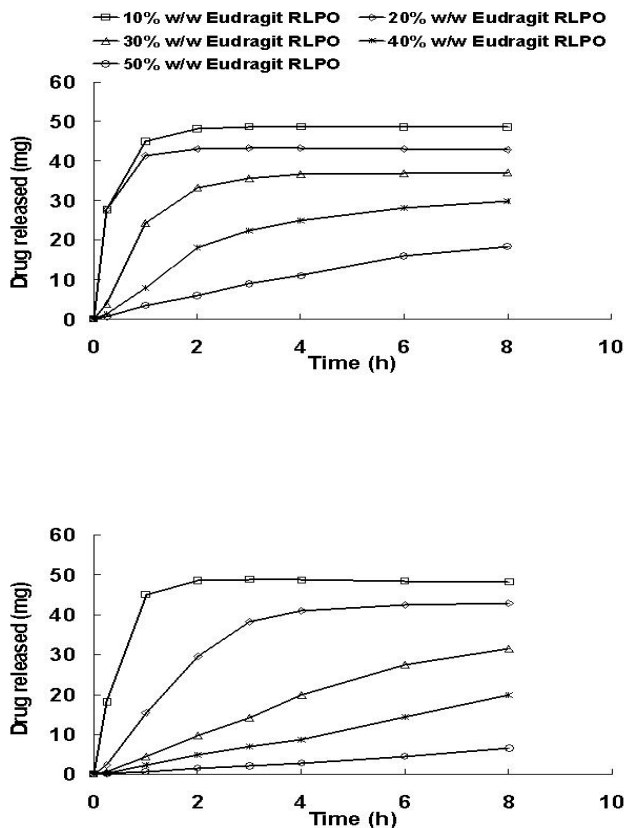 10% w/w Eudragit RLPO 20% w/w Eudragit RLPO
30% w/w Eudragit RLPO 40% w/w Eudragit RLPO
50% w/w Eudragit RLPO
Drug released (mg)
60
50
40
30
20
10
0
0 2 4 6 8 10
Time (h)
Drug released (mg)
60
50
40
30
20
10
0
0 2 4 6 8 10
Time (h)